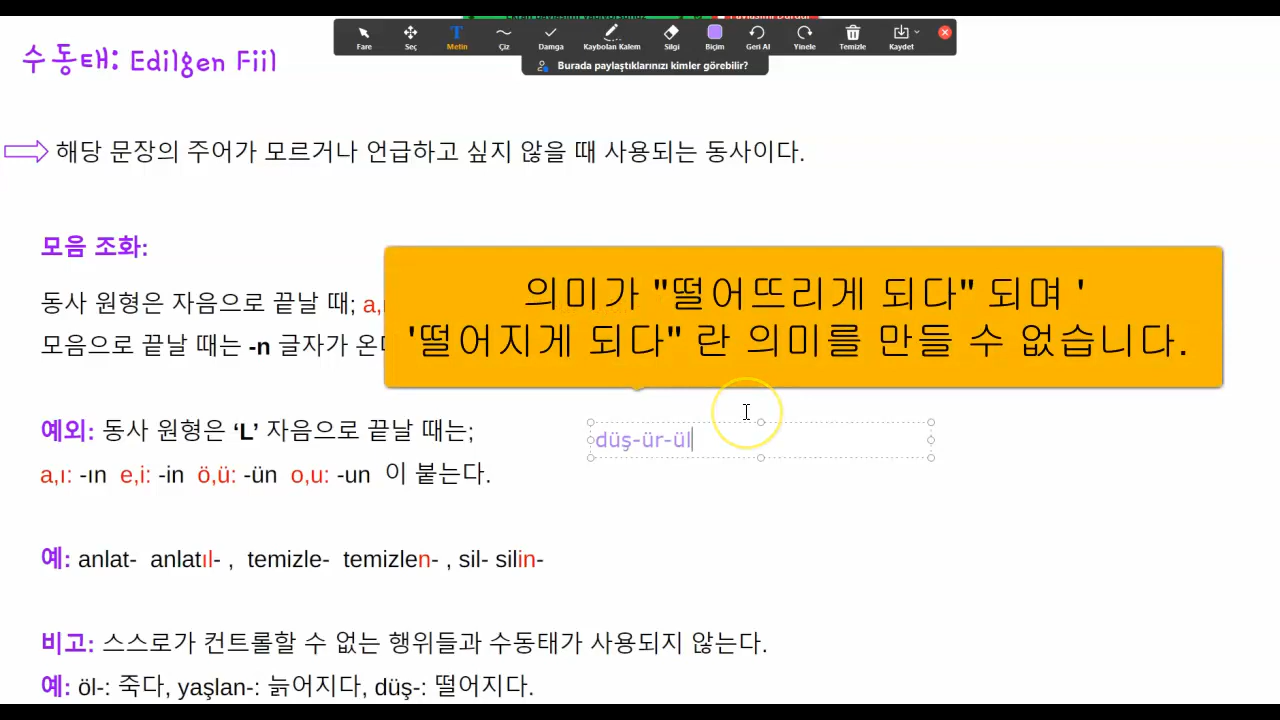 Fare Seç Metin Çiz Damga Kaybolan Kalem Silgi Biçim Geri Al Yinele Temizle Kaydet
Burada paylaştıklarınızı kimler görebilir?
수동태: Edilgen Fiil
해당 문장의 주어가 모르거나 언급하고 싶지 않을 때 사용되는 동사이다.
모음 조화:
동사 원형은 자음으로 끝날 때; a,
모음으로 끝날 때는 -n 글자가
의미가 "떨어뜨리게 되다" 되며 '
'떨어지게 되다" 란 의미를 만들 수 없습니다.
예외: 동사 원형은 ‘L’ 자음으로 끝날 때는;
düş-ür-ül
a,ı: -ın e,i: -in ö,ü: -ün o,u: -un 이 붙는다.
예: anlat- anlatıl- , temizle- temizlen- , sil- silin-
비고: 스스로가 컨트롤할 수 없는 행위들과 수동태가 사용되지 않는다.
예: öl-: 죽다, yaşlan-: 늙어지다, düş-: 떨어지다.